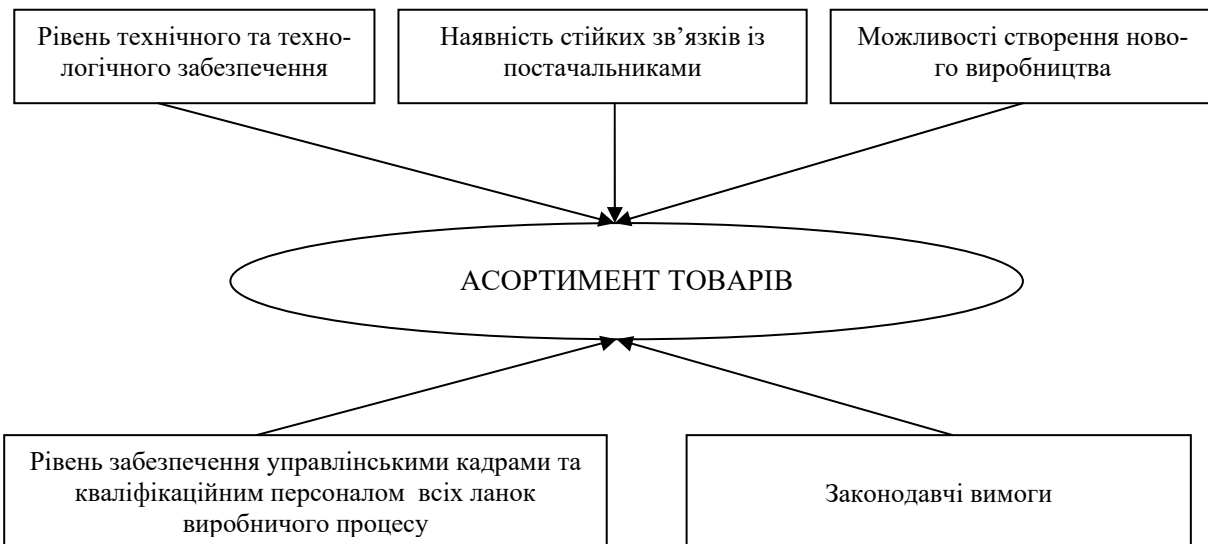 Рівень технічного та техно-
логічного забезпечення
Наявність стійких зв’язків із
постачальниками
Можливості створення ново-
го виробництва
АСОРТИМЕНТ ТОВАРІВ
Рівень забезпечення управлінськими кадрами та
кваліфікаційним персоналом всіх ланок
виробничого процесу
Законодавчі вимоги